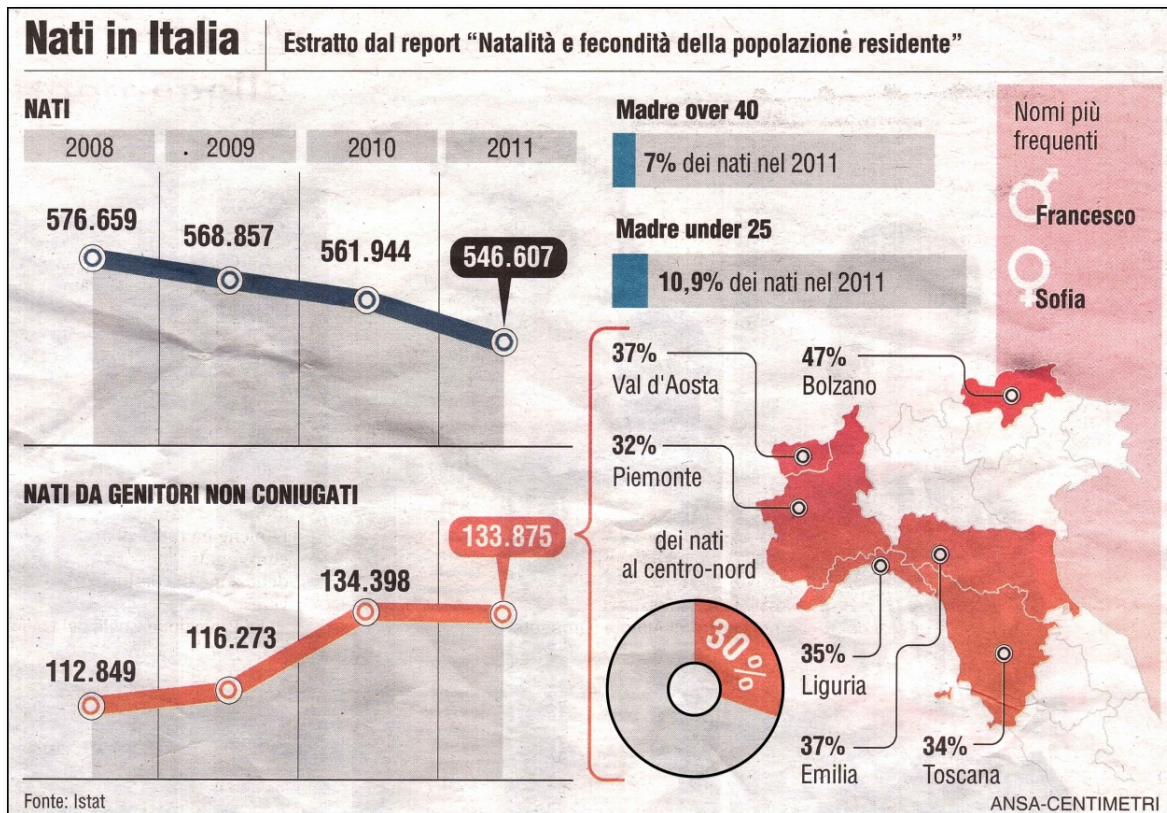 Nati in Italia
Estratto dal report “Natalità e fecondità della popolazione residente”
NATI
2008
2009
2010
2011
576.659
568.857
561.944
546.607
NATI DA GENITORI NON CONIUGATI
112.849
116.273
134.398
133.875
Madre over 40
7% dei nati nel 2011
Madre under 25
10,9% dei nati nel 2011
Nomi più
frequenti
Francesco
Sofia
37%
Val d'Aosta
47%
Bolzano
32%
Piemonte
dei nati
al centro-nord
30%
35%
Liguria
37%
Emilia
34%
Toscana
Fonte: Istat
ANSA-CENTIMETRI